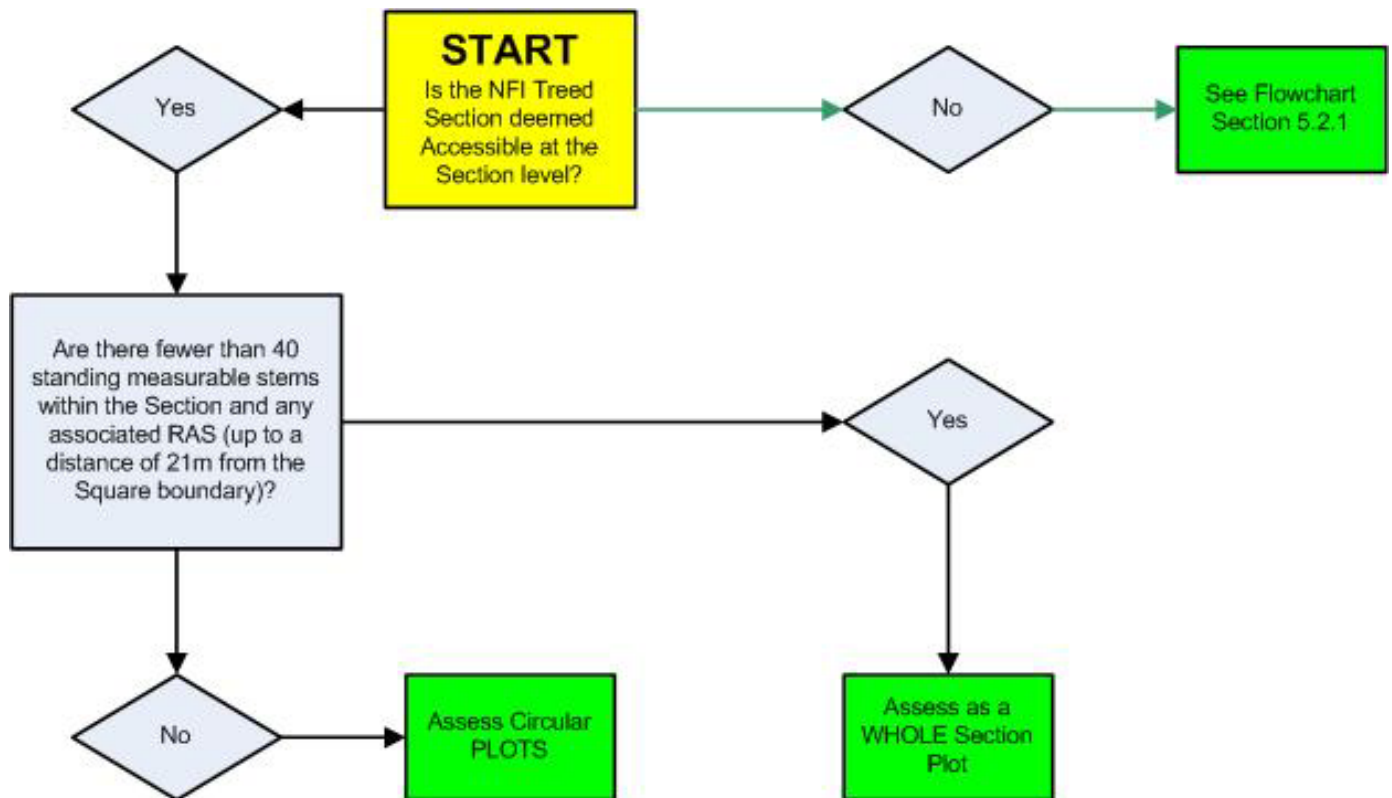 START
Is the NFI Treed
Section deemed
Accessible at the
Section level?
Yes
No
See Flowchart
Section 5.2.1
Are there fewer than 40
standing measurable stems
within the Section and any
associated RAS (up to a
distance of 21m from the
Square boundary)?
Yes
No
Assess Circular
PLOTS
Assess as a
WHOLE Section
Plot